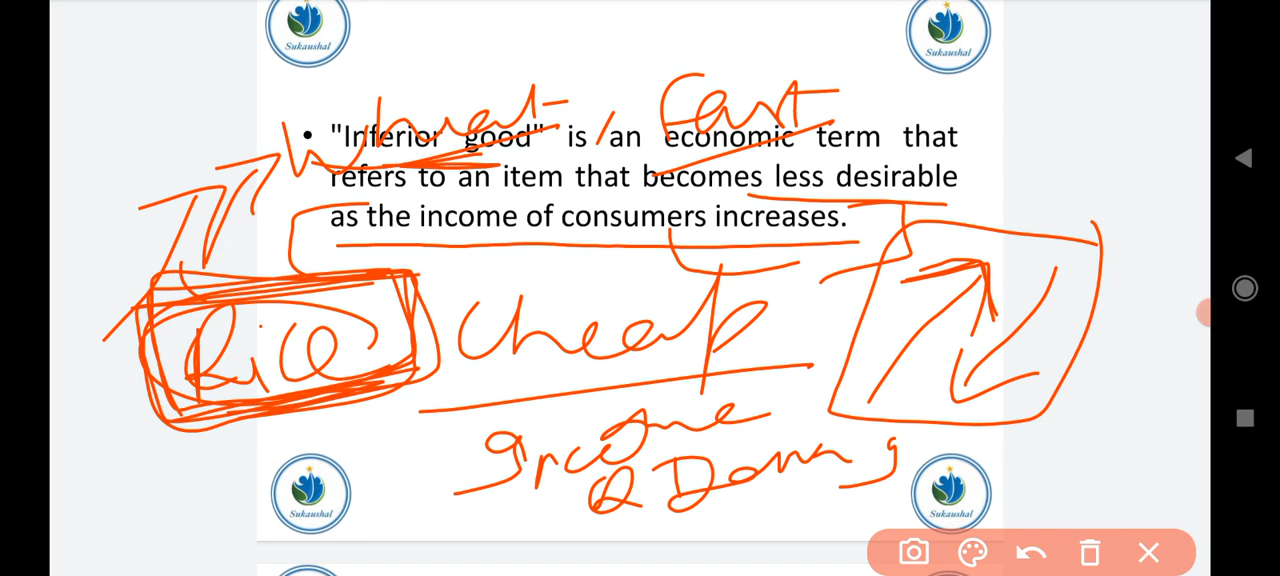 Sukaushal
Sukaushal
Wheat
Fast
• "Inferior good" is an economic term that
refers to an item that becomes less desirable
as the income of consumers increases.
Rice Cheap
Income
Sukaushal
Sukaushal